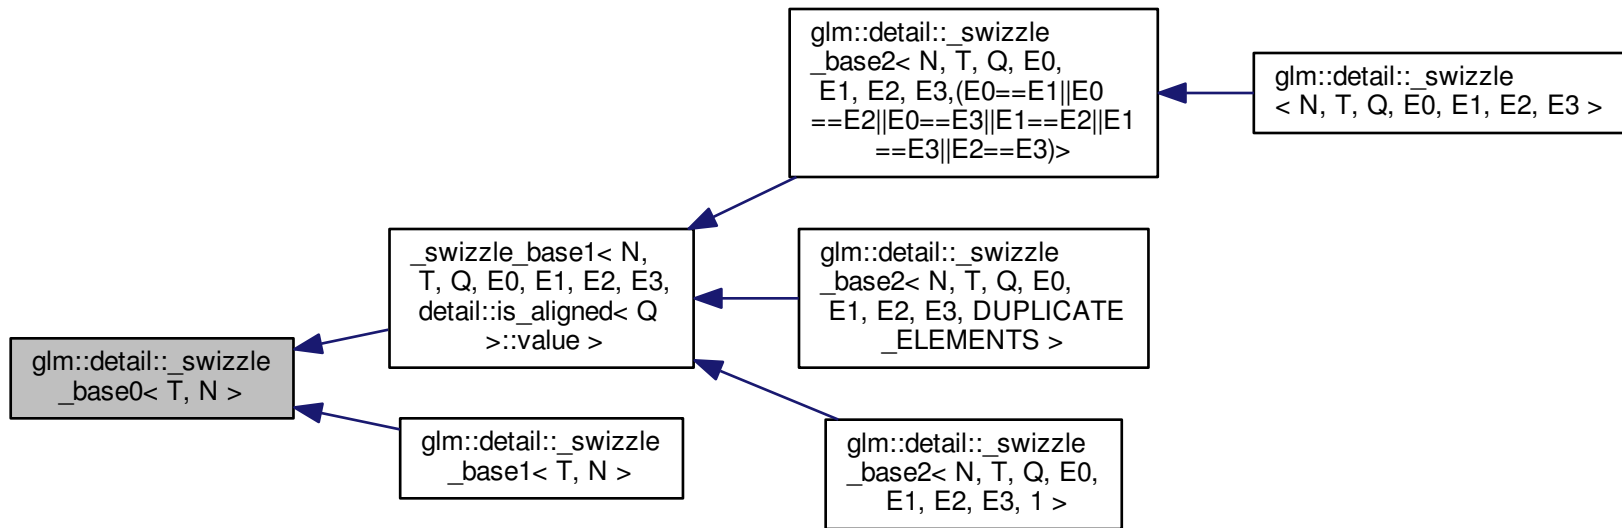 glm::detail::_swizzle
_base2< N, T, Q, E0,
E1, E2, E3,(E0==E1||E0
==E2||E0==E3||E1==E2||E1
==E3||E2==E3)>
glm::detail::_swizzle
< N, T, Q, E0, E1, E2, E3 >
_swizzle_base1< N,
T, Q, E0, E1, E2, E3,
detail::is_aligned< Q
>::value >
glm::detail::_swizzle
_base2< N, T, Q, E0,
E1, E2, E3, DUPLICATE
_ELEMENTS >
glm::detail::_swizzle
_base0< T, N >
glm::detail::_swizzle
_base1< T, N >
glm::detail::_swizzle
_base2< N, T, Q, E0,
E1, E2, E3, 1 >